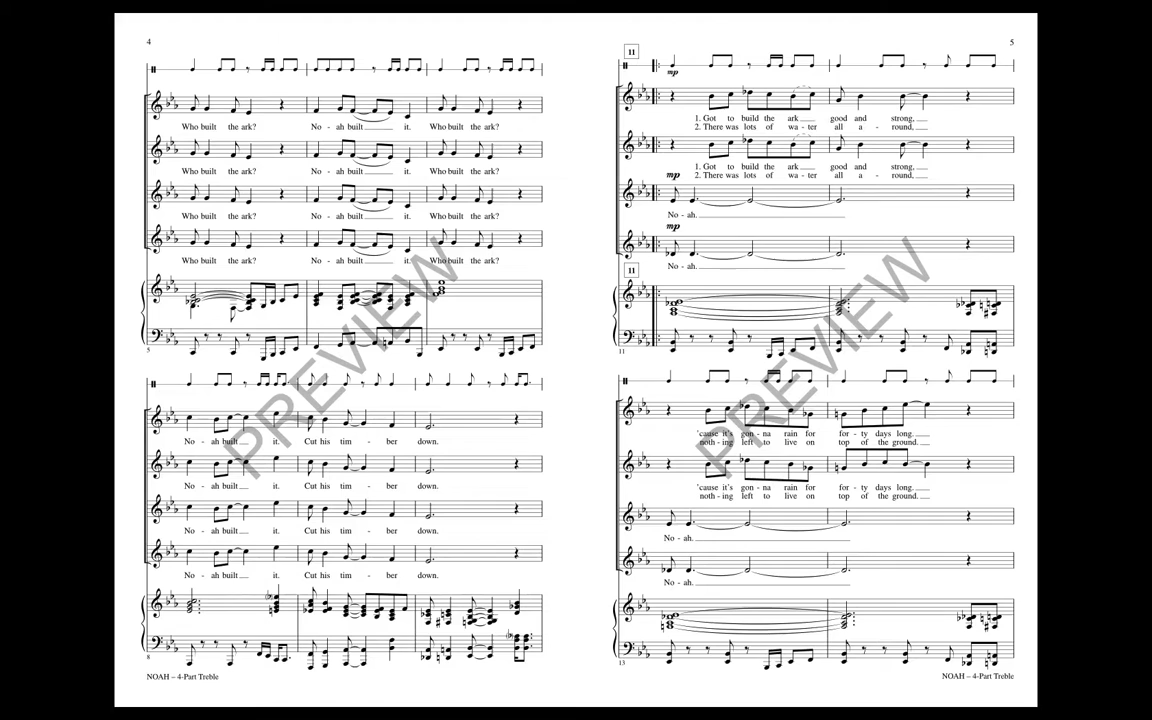 4
Who built the ark? No - ah built it. Who built the ark?
Who built the ark? No - ah built it. Who built the ark?
Who built the ark? No - ah built it. Who built the ark?
Who built the ark? No - ah built it. Who built the ark?
5
No - ah built it. Cut his tim - ber down.
No - ah built it. Cut his tim - ber down.
No - ah built it. Cut his tim - ber down.
No - ah built it. Cut his tim - ber down.
8
NOAH – 4-Part Treble
PREVIEW
5
11
mp
1. Got to build the ark good and strong,
2. There was lots of wa - ter all a - round,
1. Got to build the ark good and strong,
2. There was lots of wa - ter all a - round,
mp
No - ah.
mp
No - ah.
11
11
'cause it's gon - na rain for for - ty days long.
noth - ing left to live on top of the ground.
'cause it's gon - na rain for for - ty days long.
noth - ing left to live on top of the ground.
No - ah.
No - ah.
13
NOAH – 4-Part Treble
PREVIEW